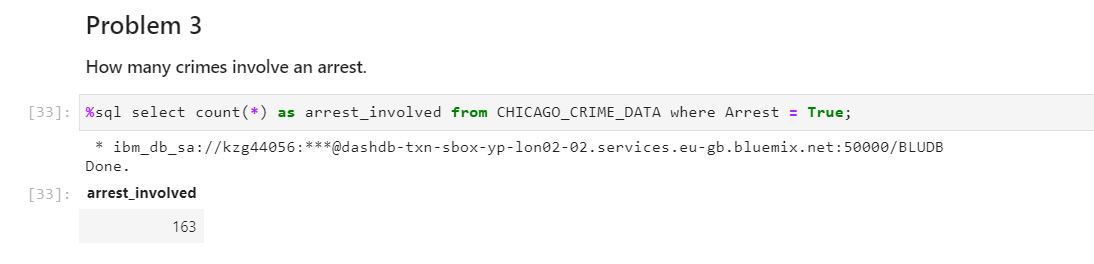 Problem 3
How many crimes involve an arrest.
[33]: %sql select count(*) as arrest_involved from CHICAGO_CRIME_DATA where Arrest = True;
* ibm_db_sa://kzg44056:***@dashdb-txn-sbox-yp-lon02-02.services.eu-gb.bluemix.net:50000/BLUDB
Done.
[33]: arrest_involved
163